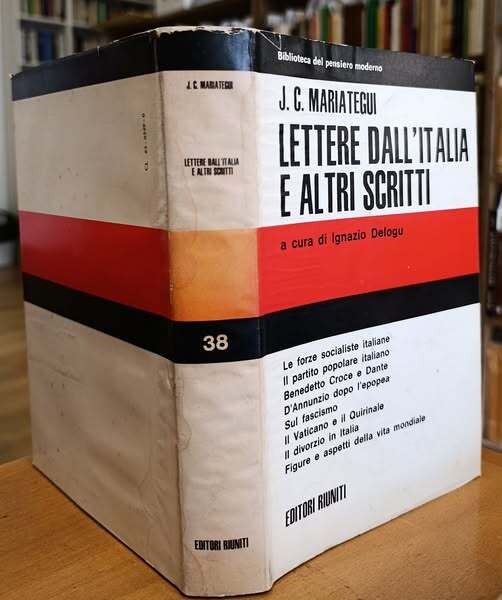 Biblioteca del pensiero moderno
J. C. MARIATEGUI
LETTERE DALL'ITALIA
E ALTRI SCRITTI
a cura di Ignazio Delogu
Le forze socialiste italiane
Il partito popolare italiano
Benedetto Croce e Dante
D'Annunzio dopo l'epopea
Sul fascismo
Il Vaticano e il Quirinale
Il divorzio in Italia
Figure e aspetti della vita mondiale
EDITORI RIUNITI
J. C. MARIATEGUI
LETTERE DALL'ITALIA
E ALTRI SCRITTI
38
EDITORI RIUNITI